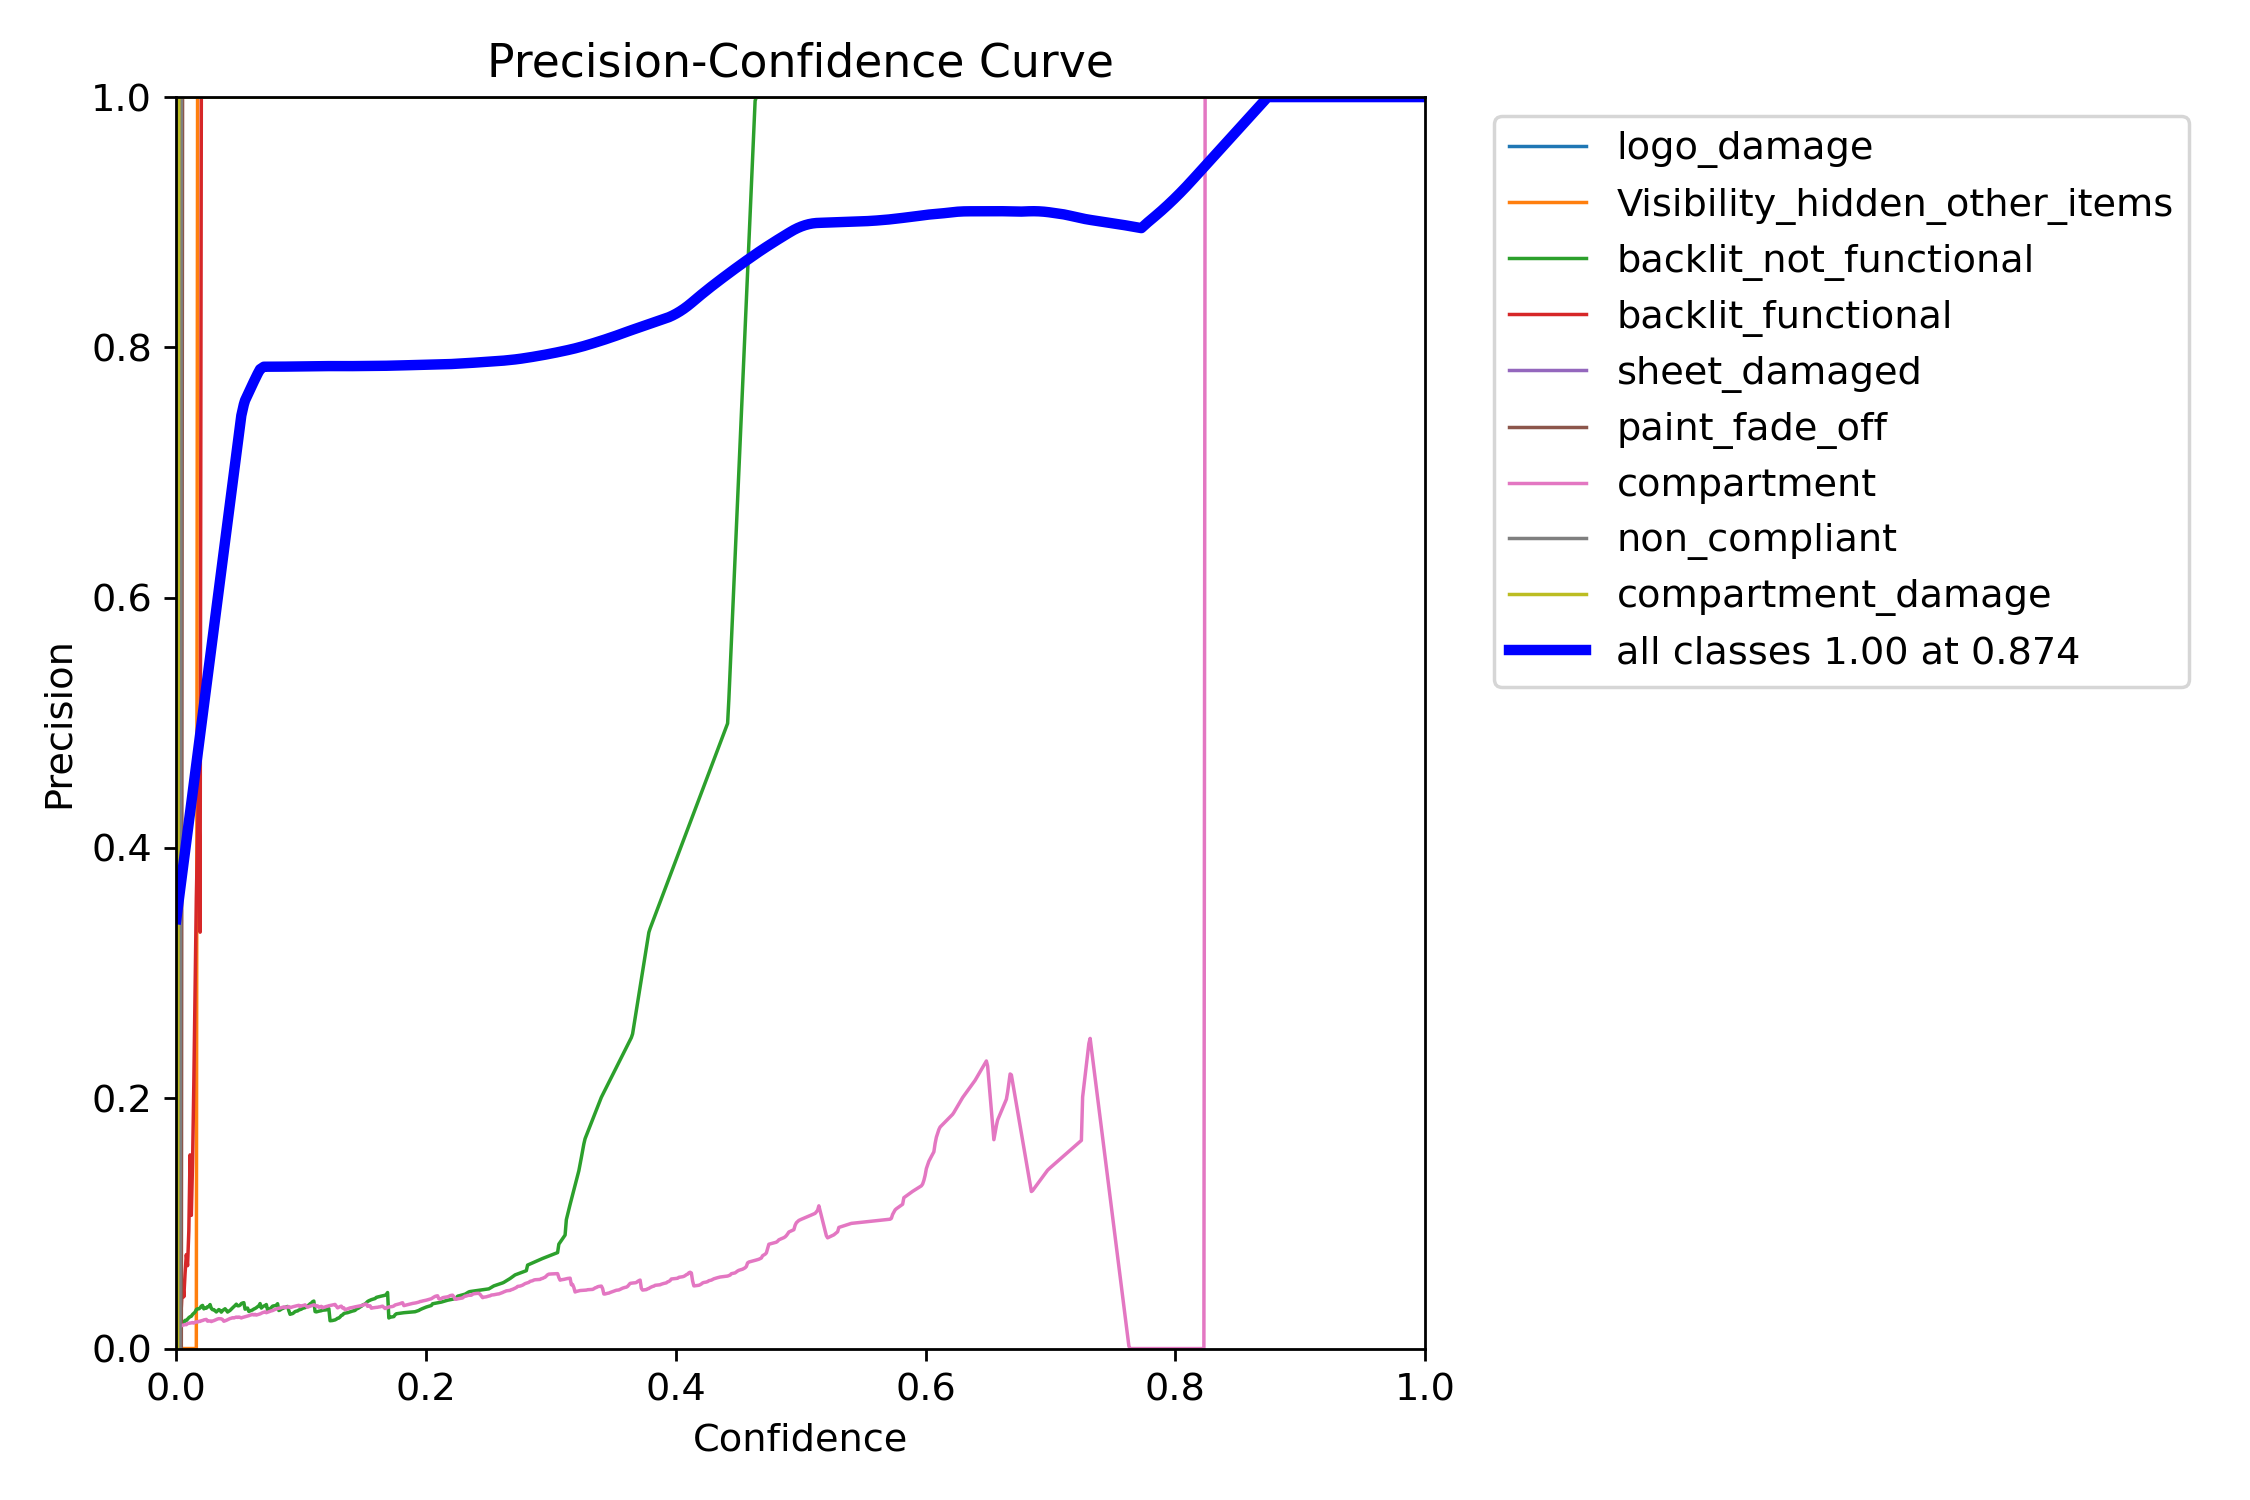 Precision-Confidence Curve
1.0
0.8
0.6
0.4
0.2
0.0
Precision
0.0 0.2 0.4 0.6 0.8 1.0
Confidence
logo_damage
Visibility_hidden_other_items
backlit_not_functional
backlit_functional
sheet_damaged
paint_fade_off
compartment
non_compliant
compartment_damage
all classes 1.00 at 0.874